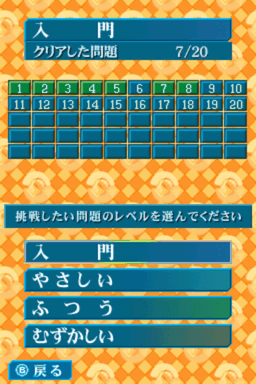 入 門
クリアした問題 7/20
1 2 3 4 5 6 7 8 9 10
11 12 13 14 15 16 17 18 19 20
挑戦したい問題のレベルを選んでください
入 門
やさしい
ふつう
むずかしい
B 戻る